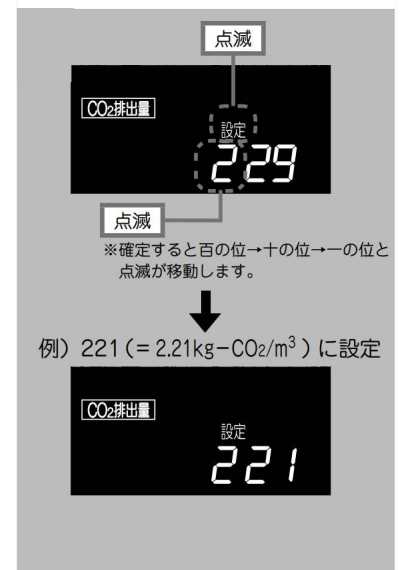 点滅
CO2排出量
設定
229
点滅
※確定すると百の位→十の位→一の位と
点滅が移動します。
例）221（＝2.21kg−CO2/m³）に設定
CO2排出量
設定
221